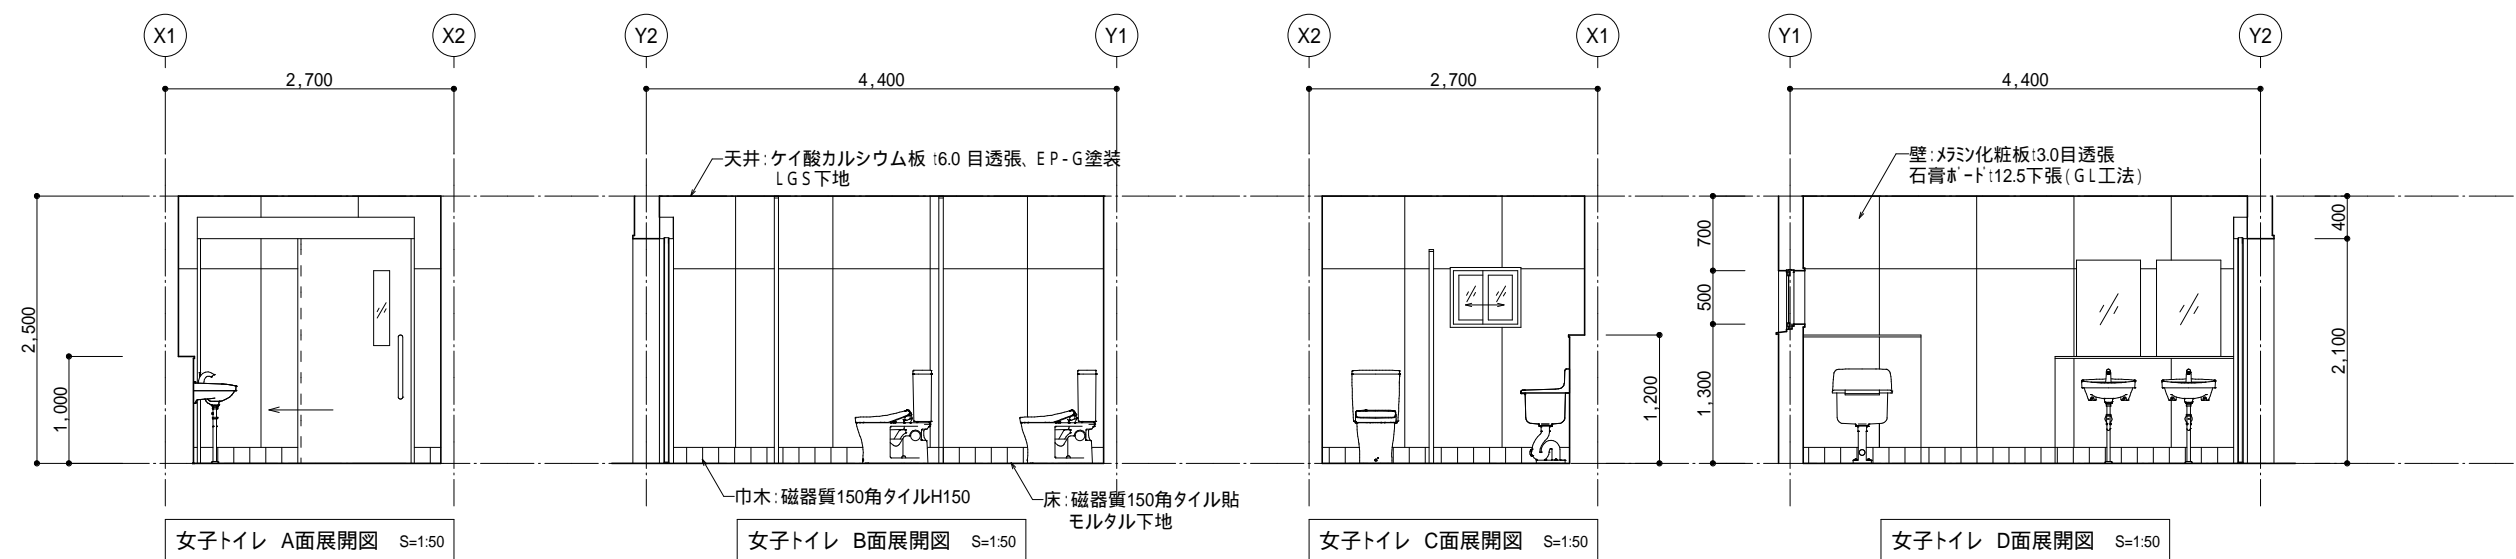 X1
X2
Y2
Y1
X2
X1
Y1
Y2
2,700
4,400
2,700
4,400
天井:ケイ酸カルシウム板 t6.0 目透張、EP-G塗装
LGS下地
壁:メラミン化粧板t3.0目透張
石膏ボードt12.5下張(GL工法)
2,500
1,000
1,200
700
500
1,300
400
2,100
巾木:磁器質150角タイルH150
床:磁器質150角タイル貼
モルタル下地
女子トイレ A面展開図 S=1:50
女子トイレ B面展開図 S=1:50
女子トイレ C面展開図 S=1:50
女子トイレ D面展開図 S=1:50